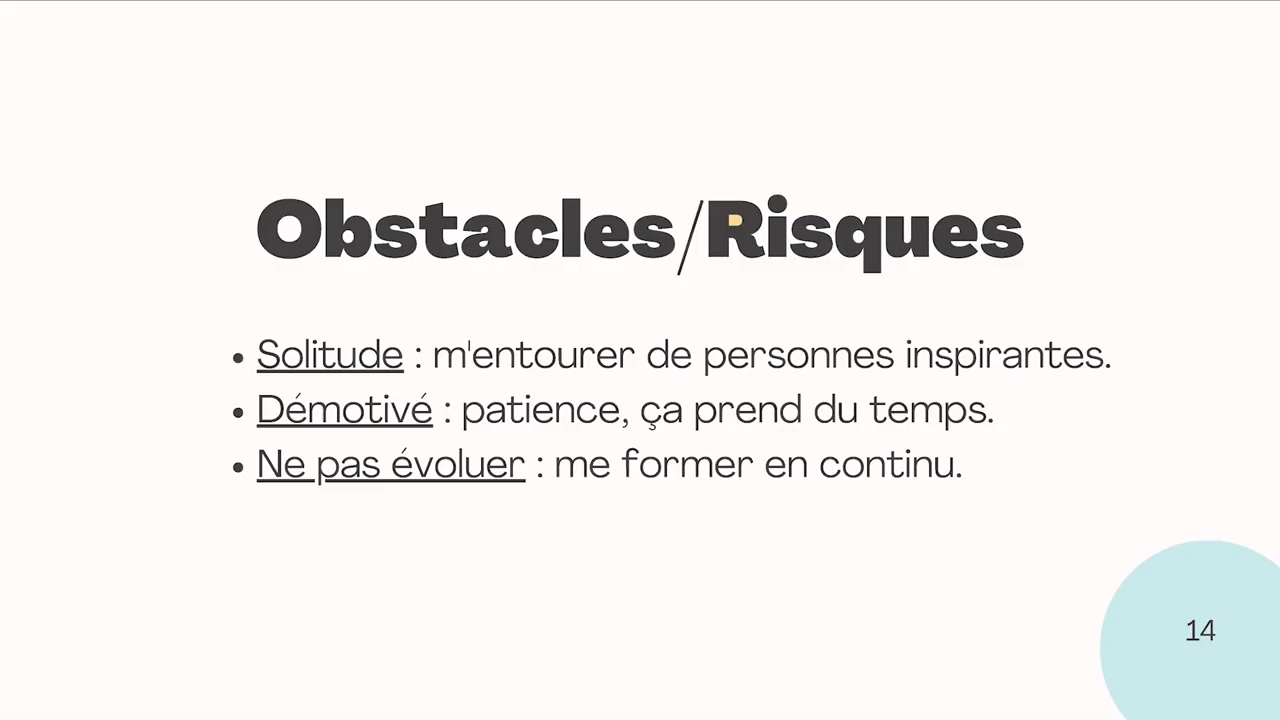 Obstacles/Risques
• Solitude : m'entourer de personnes inspirantes.
• Démotivé : patience, ça prend du temps.
• Ne pas évoluer : me former en continu.
14